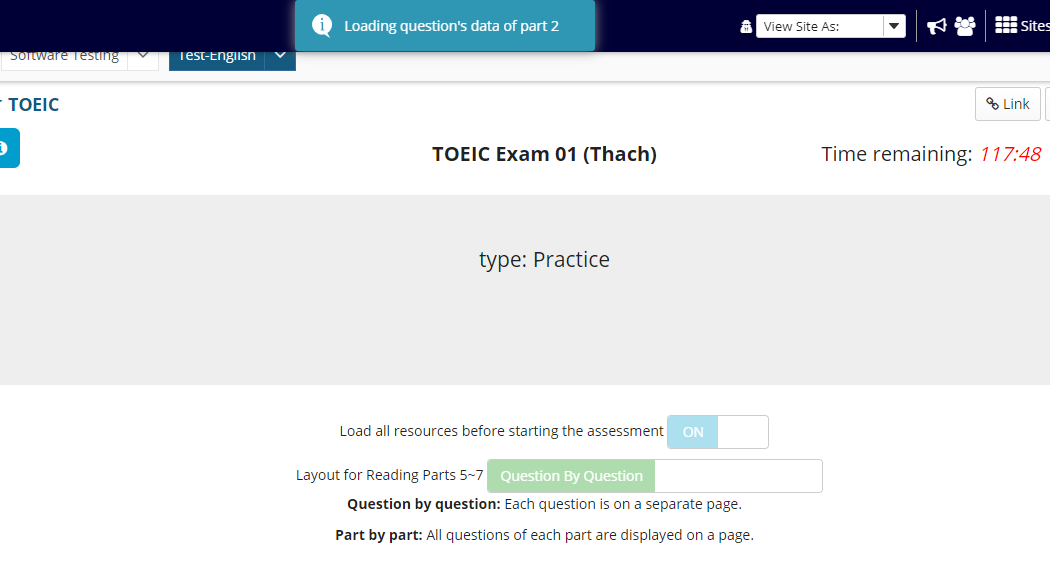 Loading question's data of part 2
View Site As:
Sites
Software Testing
Test-English
TOEIC
Link
TOEIC Exam 01 (Thach)
Time remaining: 117:48
type: Practice
Load all resources before starting the assessment ON
Layout for Reading Parts 5~7 Question By Question
Question by question: Each question is on a separate page.
Part by part: All questions of each part are displayed on a page.